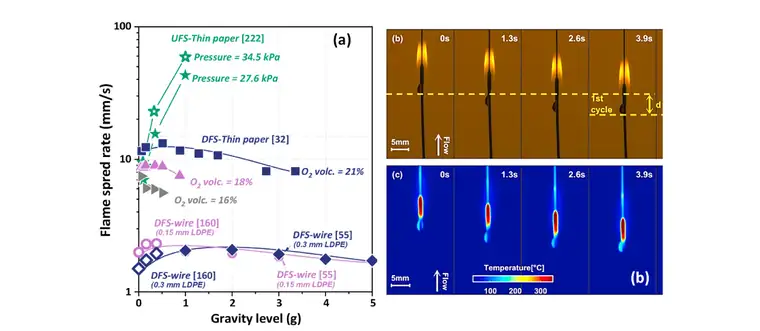 100
(a)
UFS-Thin paper [222]
Pressure = 34.5 kPa
Pressure = 27.6 kPa
DFS-Thin paper [32]
10
O2 volc. = 21%
O2 volc. = 18%
O2 volc. = 16%
DFS-wire [160]
(0.15 mm LDPE)
DFS-wire [55]
(0.3 mm LDPE)
DFS-wire [160]
(0.3 mm LDPE)
DFS-wire [55]
(0.15 mm LDPE)
1
0 1 2 3 4 5
Gravity level (g)
Flame spred rate (mm/s)
(b) 0s 1.3s 2.6s 3.9s
1st
cycle
d
5mm
Flow
(c) 0s 1.3s 2.6s 3.9s
5mm
Flow
Temperature[°C]
100 200 300
(b)